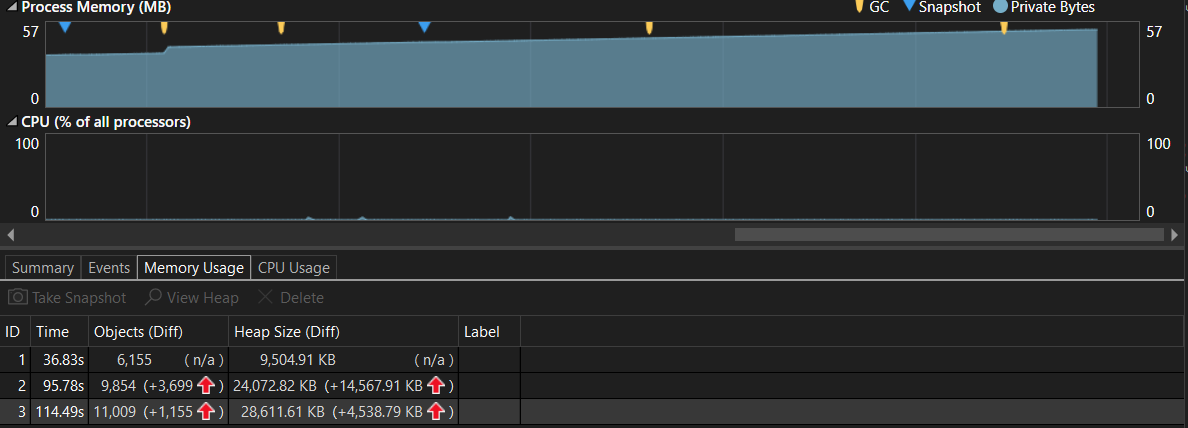 Process Memory (MB) GC Snapshot Private Bytes
57 57
0 0
CPU (% of all processors)
100 100
0 0
Summary Events Memory Usage CPU Usage
Take Snapshot View Heap Delete
ID Time Objects (Diff) Heap Size (Diff) Label
1 36.83s 6,155 ( n/a ) 9,504.91 KB ( n/a )
2 95.78s 9,854 (+3,699 ) 24,072.82 KB (+14,567.91 KB )
3 114.49s 11,009 (+1,155 ) 28,611.61 KB (+4,538.79 KB )